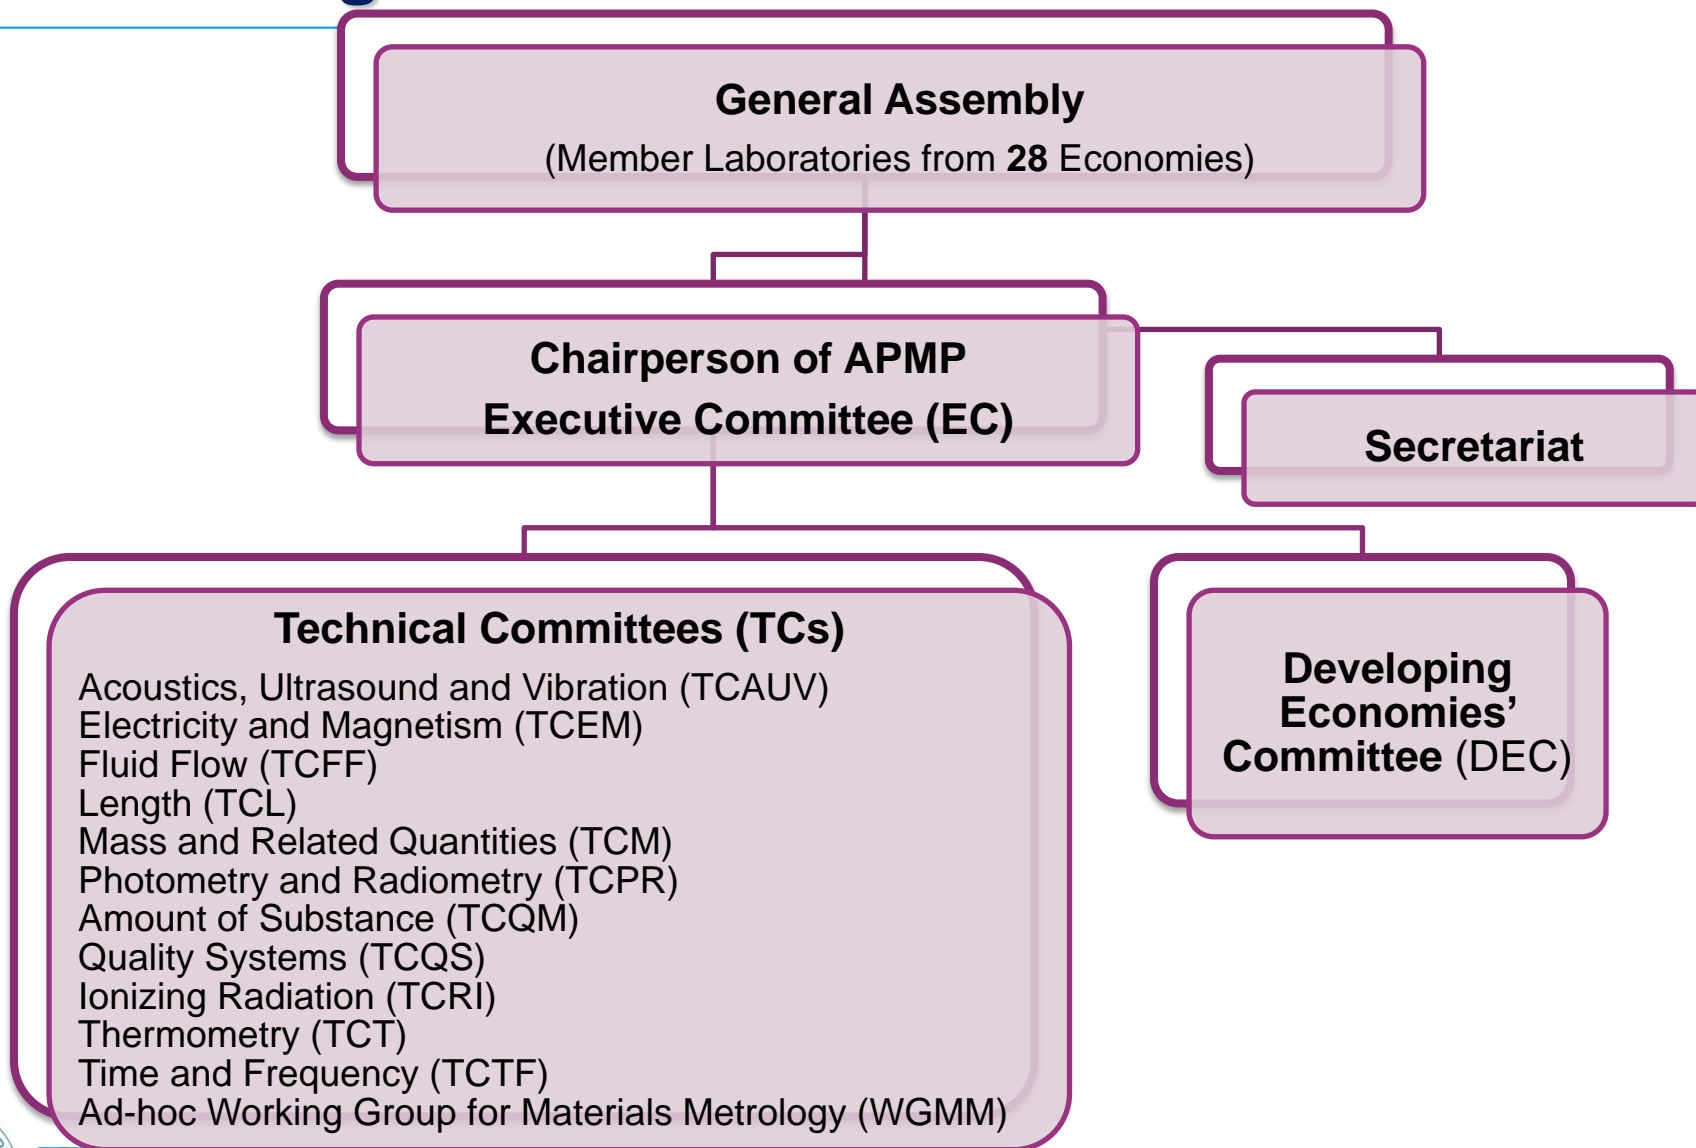 General Assembly
(Member Laboratories from 28 Economies)
Chairperson of APMP
Executive Committee (EC)
Secretariat
Technical Committees (TCs)
Acoustics, Ultrasound and Vibration (TCAUV)
Electricity and Magnetism (TCEM)
Fluid Flow (TCFF)
Length (TCL)
Mass and Related Quantities (TCM)
Photometry and Radiometry (TCPR)
Amount of Substance (TCQM)
Quality Systems (TCQS)
Ionizing Radiation (TCRI)
Thermometry (TCT)
Time and Frequency (TCTF)
Ad-hoc Working Group for Materials Metrology (WGMM)
Developing
Economies’
Committee (DEC)